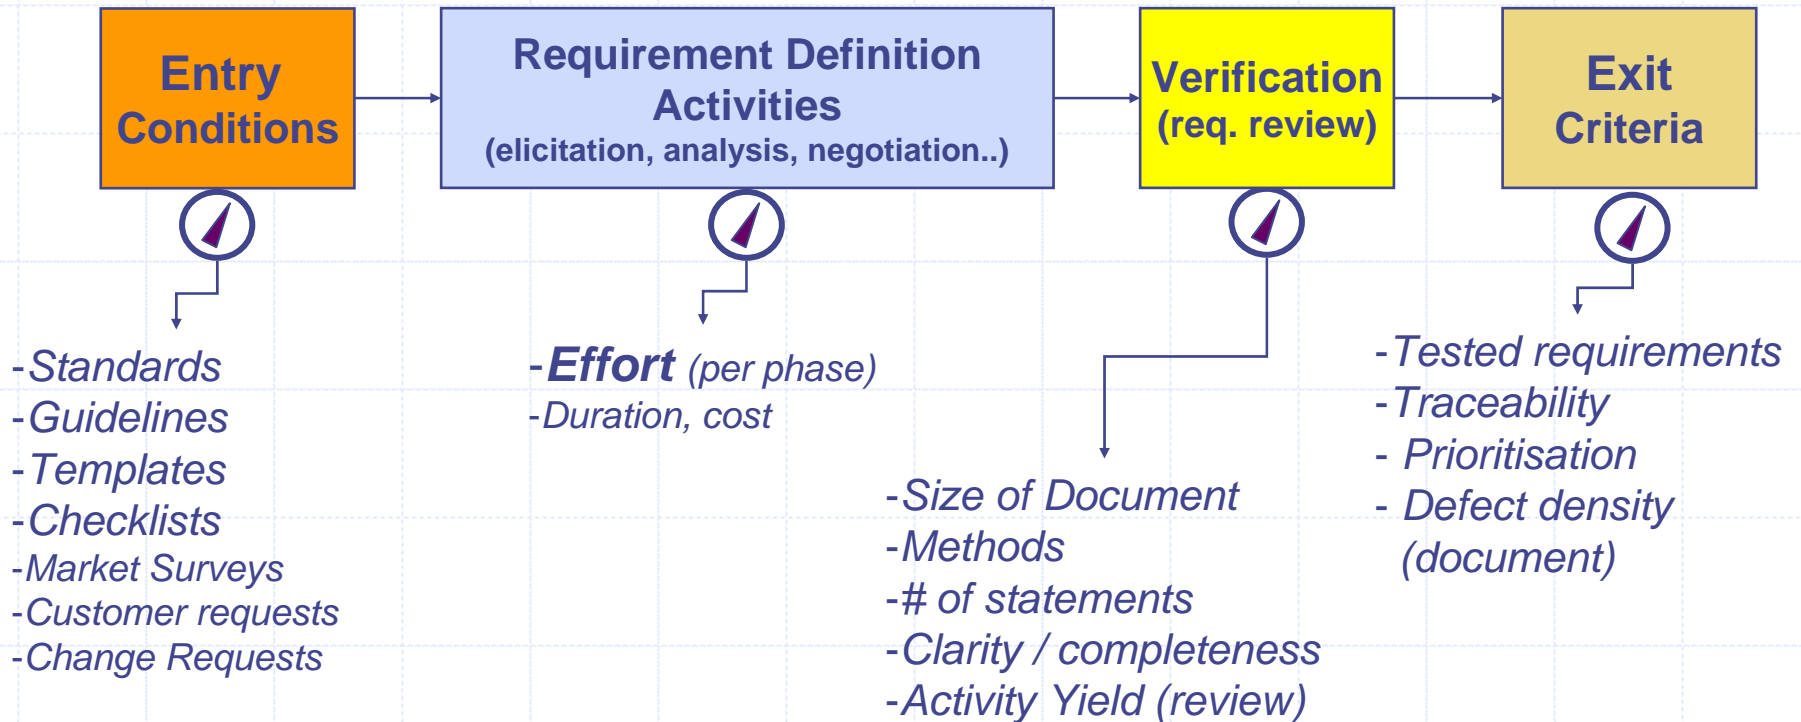 Entry
Conditions
Requirement Definition
Activities
(elicitation, analysis, negotiation..)
Verification
(req. review)
Exit
Criteria
-Standards
-Guidelines
-Templates
-Checklists
-Market Surveys
-Customer requests
-Change Requests
-Effort (per phase)
-Duration, cost
-Size of Document
-Methods
-# of statements
-Clarity / completeness
-Activity Yield (review)
-Tested requirements
-Traceability
- Prioritisation
- Defect density
(document)